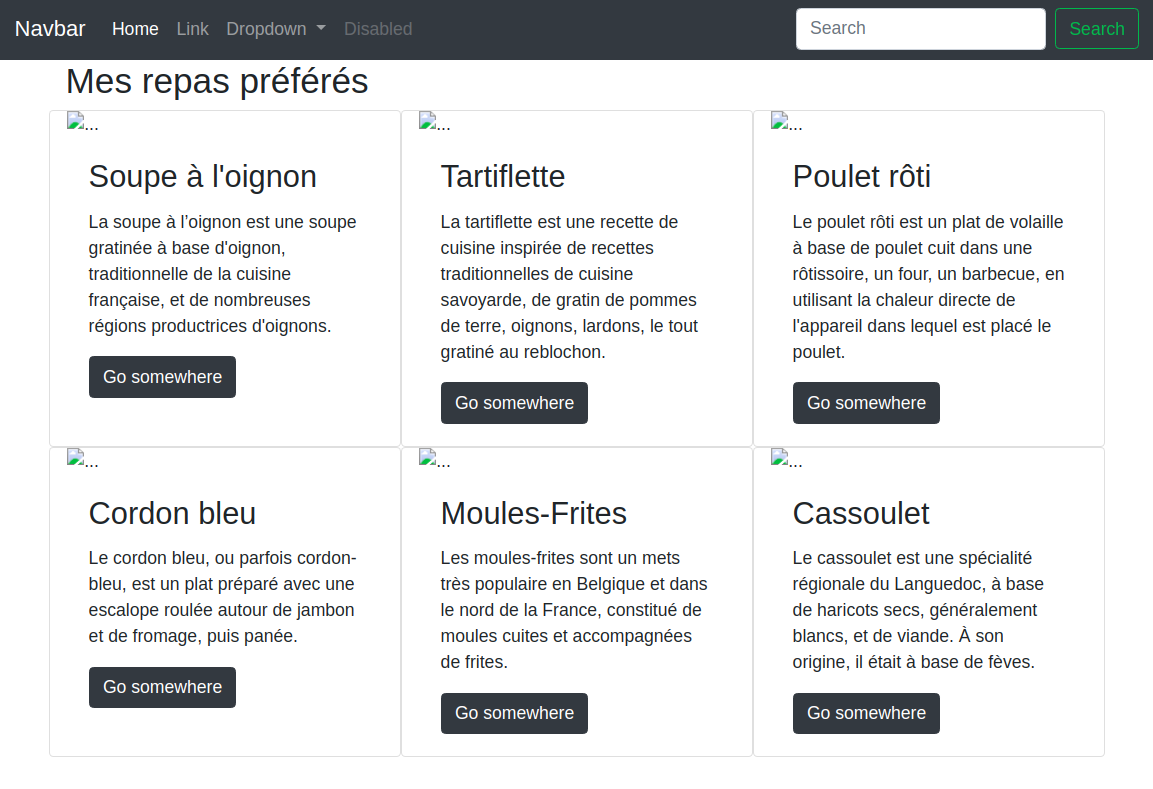 Navbar Home Link Dropdown Disabled Search Search
Mes repas préférés
...
Soupe à l'oignon
La soupe à l’oignon est une soupe
gratinée à base d'oignon,
traditionnelle de la cuisine
française, et de nombreuses
régions productrices d'oignons.
Go somewhere
...
Tartiflette
La tartiflette est une recette de
cuisine inspirée de recettes
traditionnelles de cuisine
savoyarde, de gratin de pommes
de terre, oignons, lardons, le tout
gratiné au reblochon.
Go somewhere
...
Poulet rôti
Le poulet rôti est un plat de volaille
à base de poulet cuit dans une
rôtissoire, un four, un barbecue, en
utilisant la chaleur directe de
l'appareil dans lequel est placé le
poulet.
Go somewhere
...
Cordon bleu
Le cordon bleu, ou parfois cordon-
bleu, est un plat préparé avec une
escalope roulée autour de jambon
et de fromage, puis panée.
Go somewhere
...
Moules-Frites
Les moules-frites sont un mets
très populaire en Belgique et dans
le nord de la France, constitué de
moules cuites et accompagnées
de frites.
Go somewhere
...
Cassoulet
Le cassoulet est une spécialité
régionale du Languedoc, à base
de haricots secs, généralement
blancs, et de viande. À son
origine, il était à base de fèves.
Go somewhere